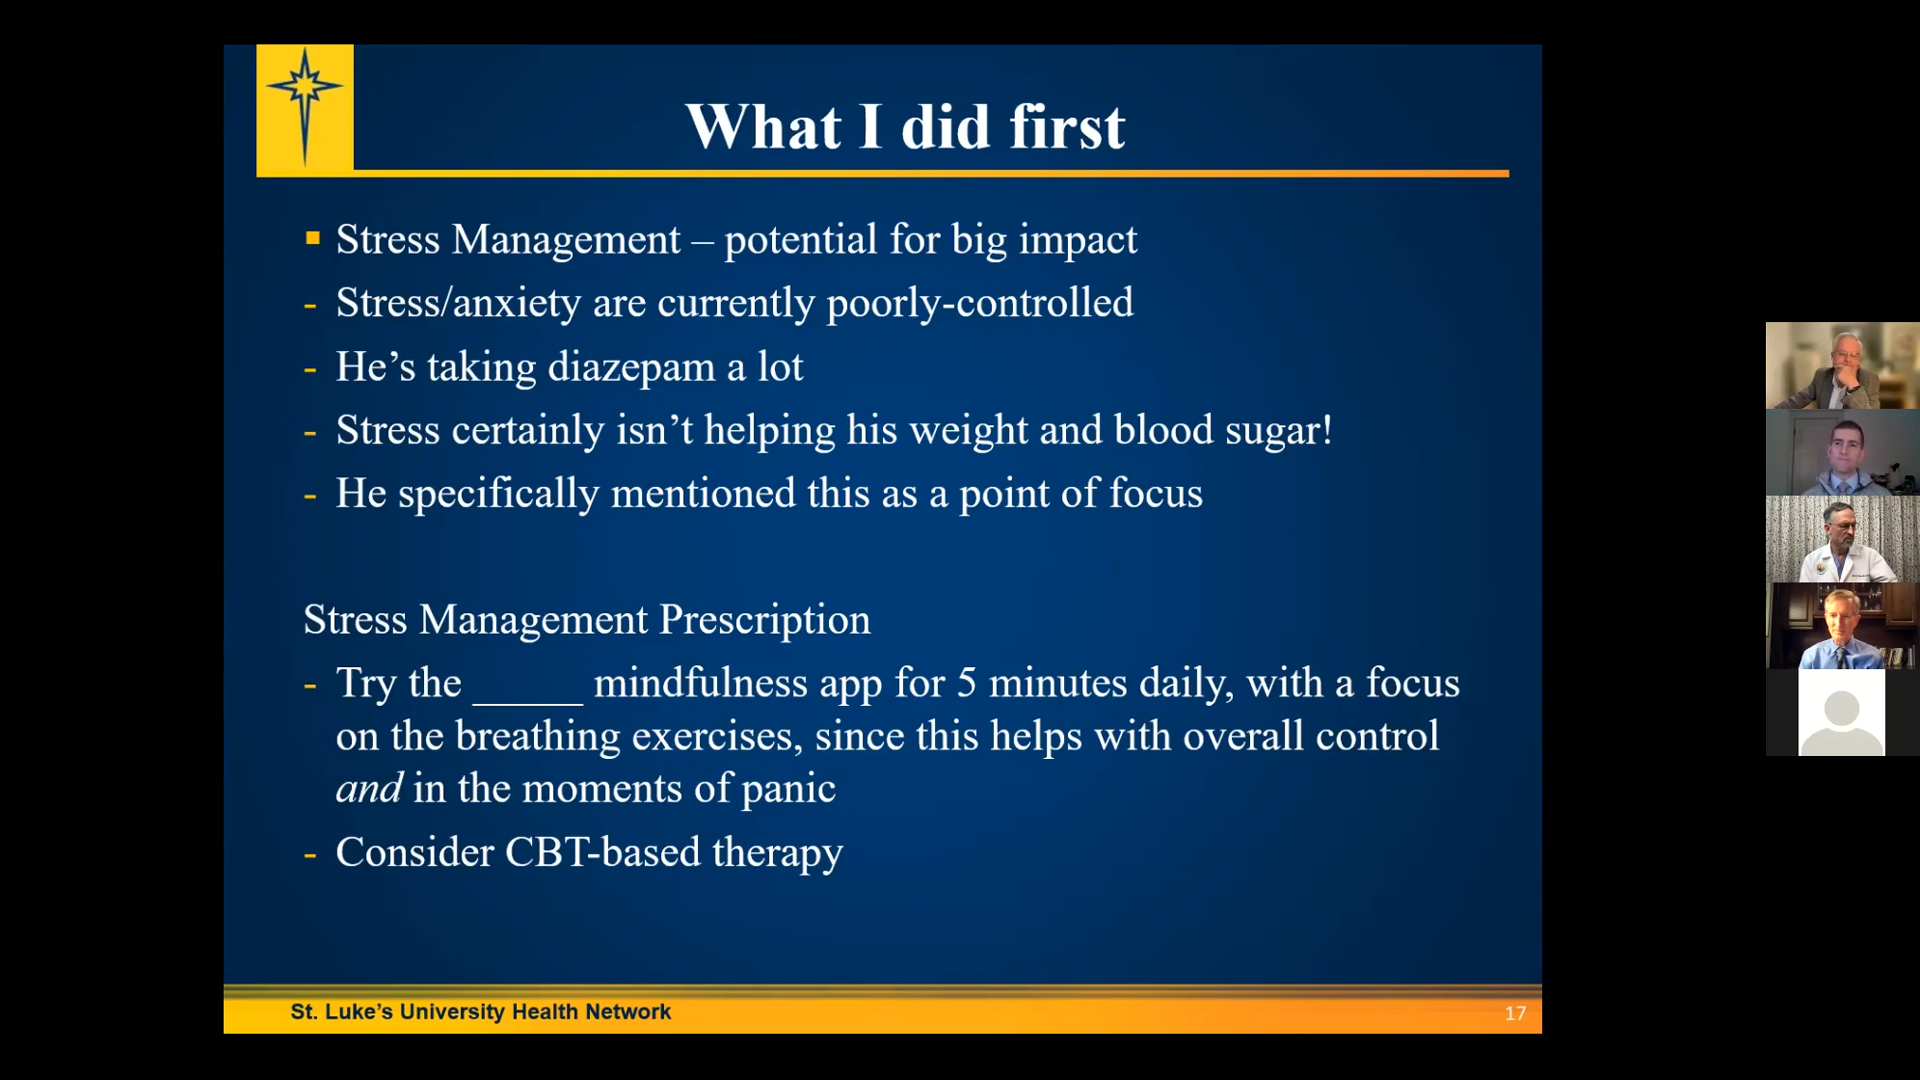 What I did first
▪ Stress Management – potential for big impact
- Stress/anxiety are currently poorly-controlled
- He's taking diazepam a lot
- Stress certainly isn't helping his weight and blood sugar!
- He specifically mentioned this as a point of focus
Stress Management Prescription
- Try the _____ mindfulness app for 5 minutes daily, with a focus
on the breathing exercises, since this helps with overall control
and in the moments of panic
- Consider CBT-based therapy
St. Luke's University Health Network
17